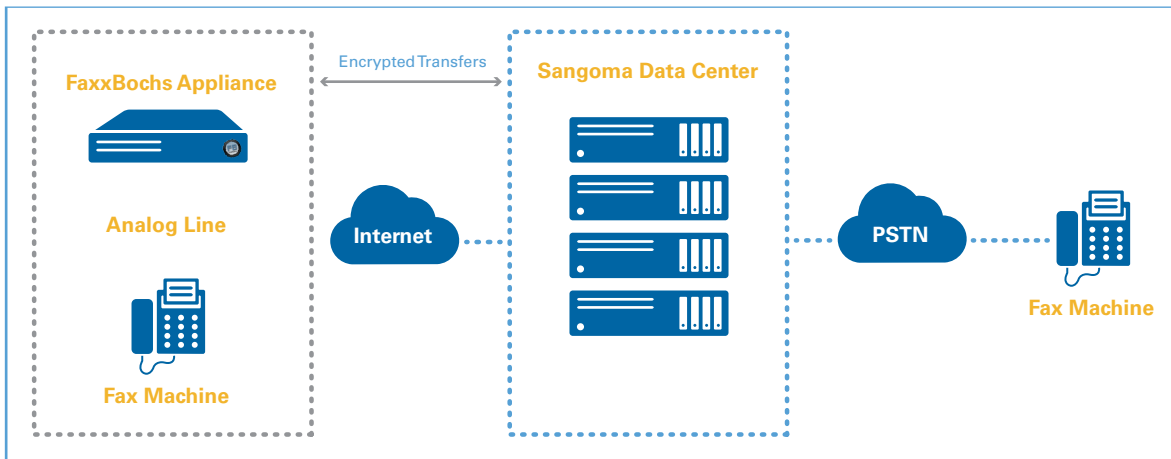 FaxxBochs Appliance
Analog Line
Fax Machine
Encrypted Transfers
Internet
Sangoma Data Center
PSTN
Fax Machine